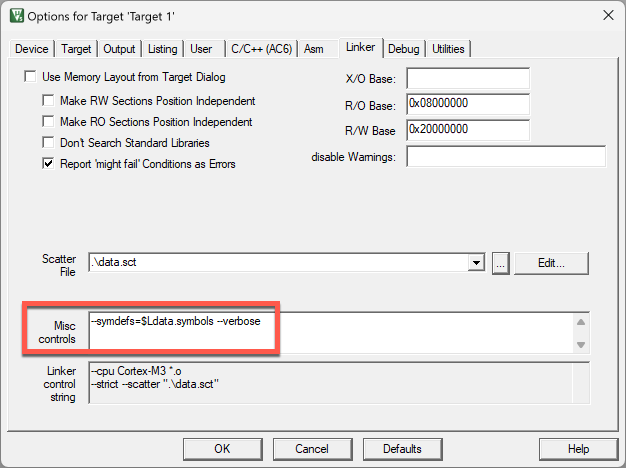 Options for Target 'Target 1'
Device Target Output Listing User C/C++ (AC6) Asm Linker Debug Utilities
Use Memory Layout from Target Dialog
X/O Base:
Make RW Sections Position Independent
R/O Base: 0x08000000
Make RO Sections Position Independent
R/W Base 0x20000000
Don't Search Standard Libraries
disable Warnings:
Report 'might fail' Conditions as Errors
Scatter
File
.\data.sct
...
Edit...
Misc
controls
--symdefs=$Ldata.symbols --verbose
Linker
control
string
--cpu Cortex-M3 *.o
--strict --scatter ".\data.sct"
OK Cancel Defaults Help